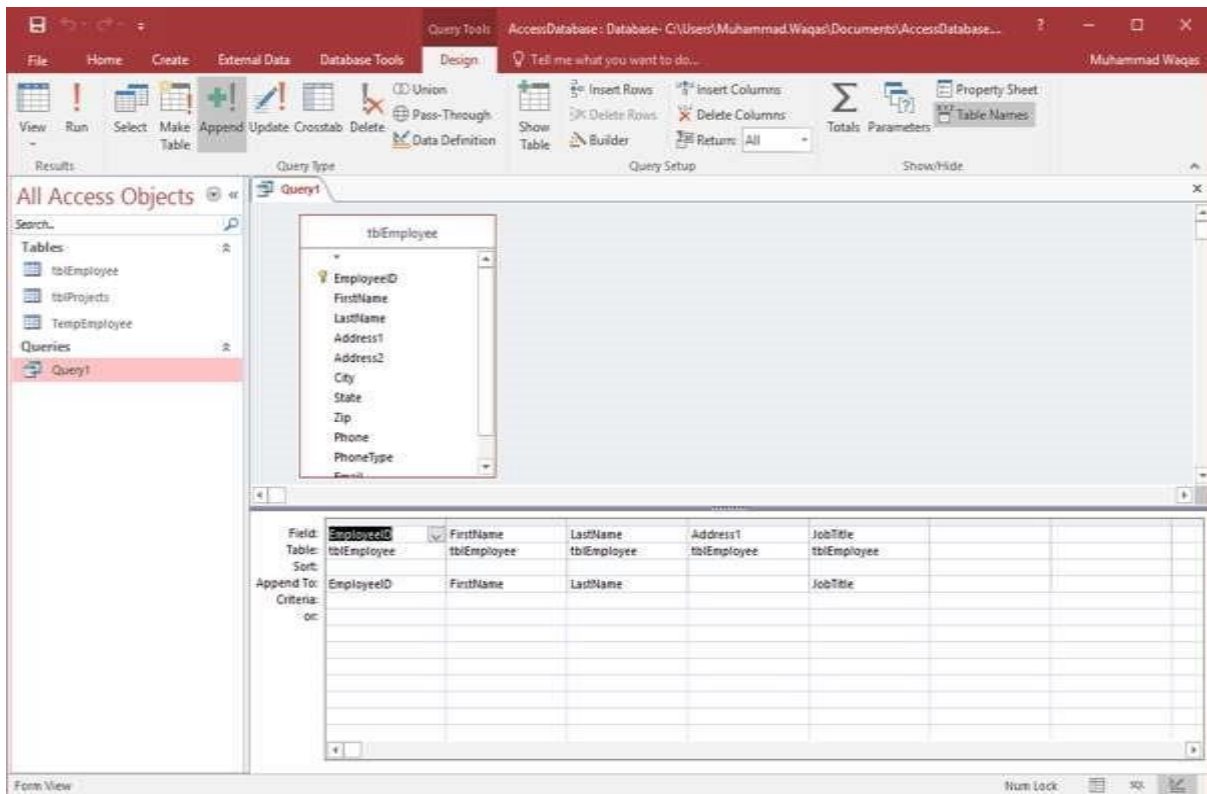 Query Tools AccessDatabase : Database- C:\Users\Muhammad.Waqas\Documents\AccessDatabase.... ?
File Home Create External Data Database Tools Design Tell me what you want to do... Muhammad Waqas
View Run Select Make Table Append Update Crosstab Delete
Union
Pass-Through
Data Definition
Show Table
Insert Rows
Delete Rows
Builder
Insert Columns
Delete Columns
Return: All
Totals Parameters
Property Sheet
Table Names
Results Query Type Query Setup Show/Hide
All Access Objects
Search...
Tables
tblEmployee
tblProjects
TempEmployee
Queries
Query1
Query1
tblEmployee
*
EmployeeID
FirstName
LastName
Address1
Address2
City
State
Zip
Phone
PhoneType
Email
Field: EmployeeID FirstName LastName Address1 JobTitle
Table: tblEmployee tblEmployee tblEmployee tblEmployee tblEmployee
Sort:
Append To: EmployeeID FirstName LastName JobTitle
Criteria:
or:
Form View Num Lock SQL